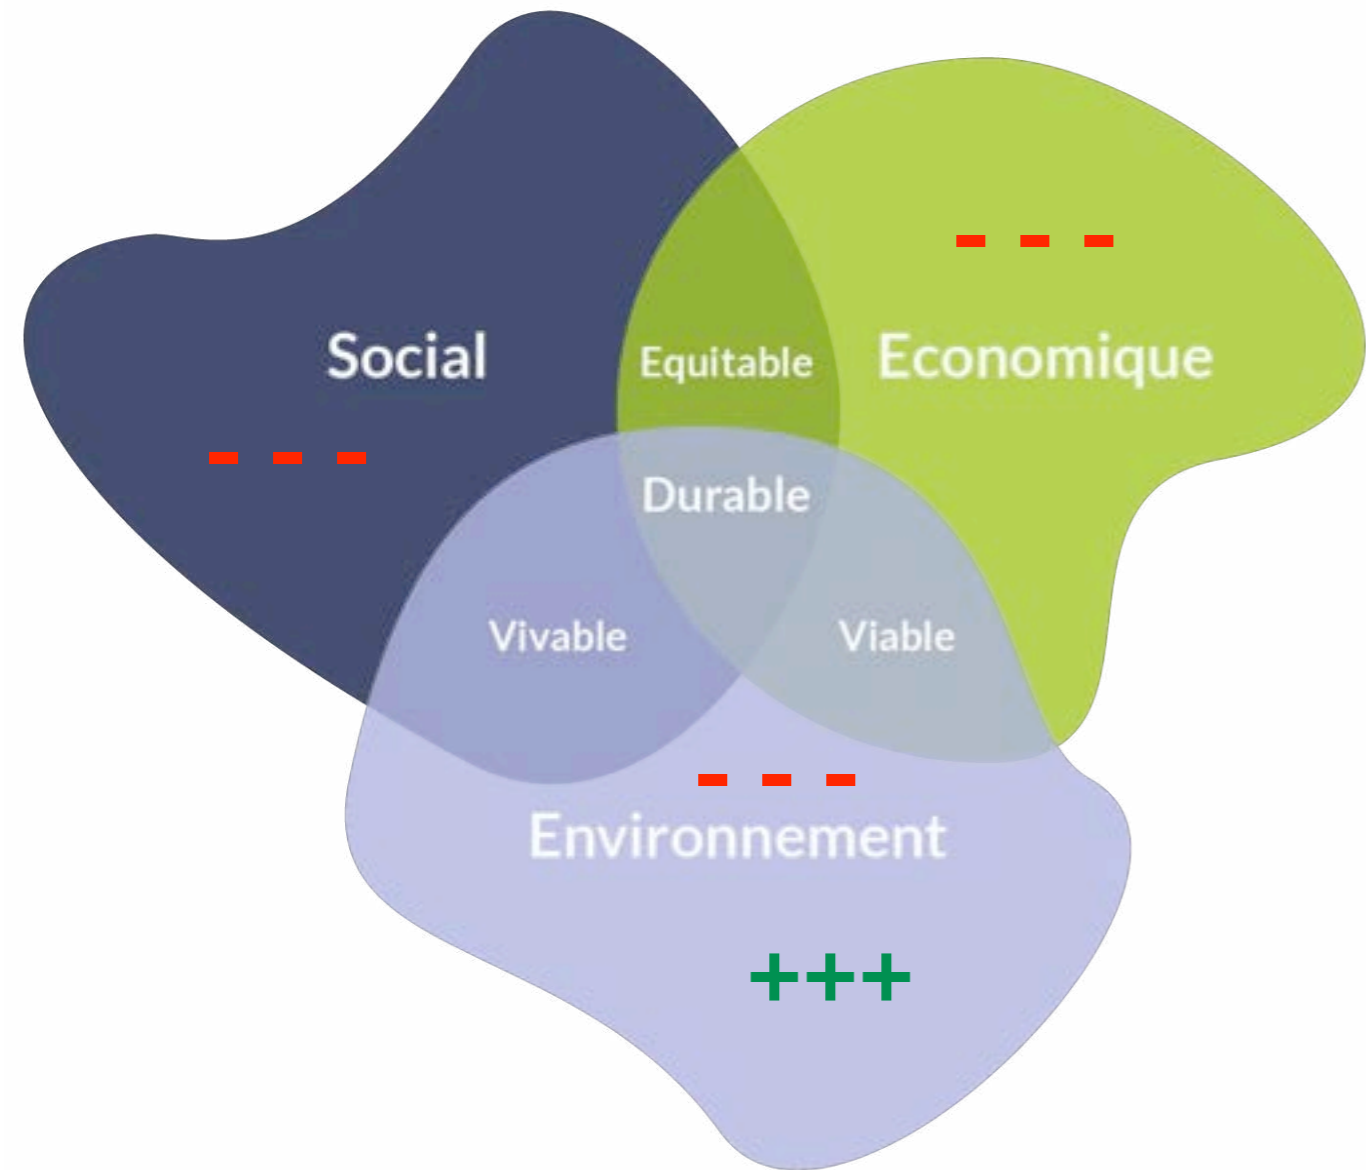 - - -
Social
Equitable
Economique
- - -
Durable
Vivable
Viable
- - -
Environnement
+++